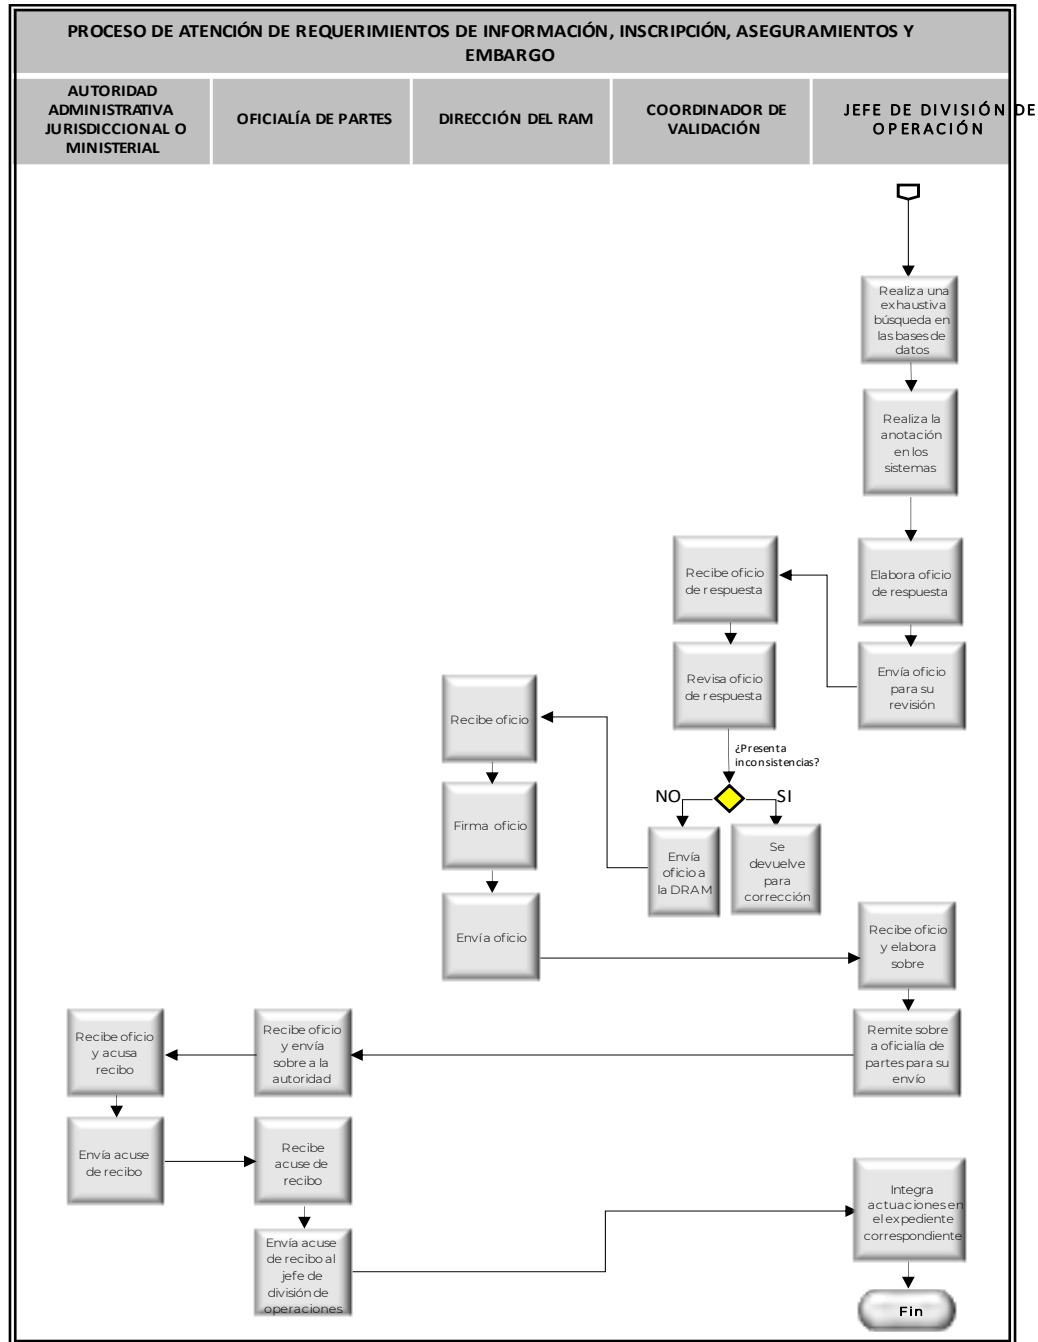 PROCESO DE ATENCIÓN DE REQUERIMIENTOS DE INFORMACIÓN, INSCRIPCIÓN, ASEGURAMIENTOS Y
EMBARGO
AUTORIDAD
ADMINISTRATIVA
JURISDICCIONAL O
MINISTERIAL
OFICIALÍA DE PARTES
DIRECCIÓN DEL RAM
COORDINADOR DE
VALIDACIÓN
JEFE DE DIVISIÓN DE
OPERACIÓN
Realiza una
exhaustiva
búsqueda en
las bases de
datos
Realiza la
anotación
en los
sistemas
Elabora oficio
de respuesta
Envía oficio
para su
revisión
Recibe oficio
de respuesta
Revisa oficio
de respuesta
¿Presenta
inconsistencias?
NO
SI
Envía
oficio a
la DRAM
Se
devuelve
para
corrección
Recibe oficio
Firma oficio
Envía oficio
Recibe oficio
y elabora
sobre
Remite sobre
a oficialía de
partes para su
envío
Recibe oficio
y envía
sobre a la
autoridad
Recibe oficio
y acusa
recibo
Envía acuse
de recibo
Recibe
acuse de
recibo
Envía acuse
de recibo al
jefe de
división de
operaciones
Integra
actuaciones en
el expediente
correspondiente
Fin